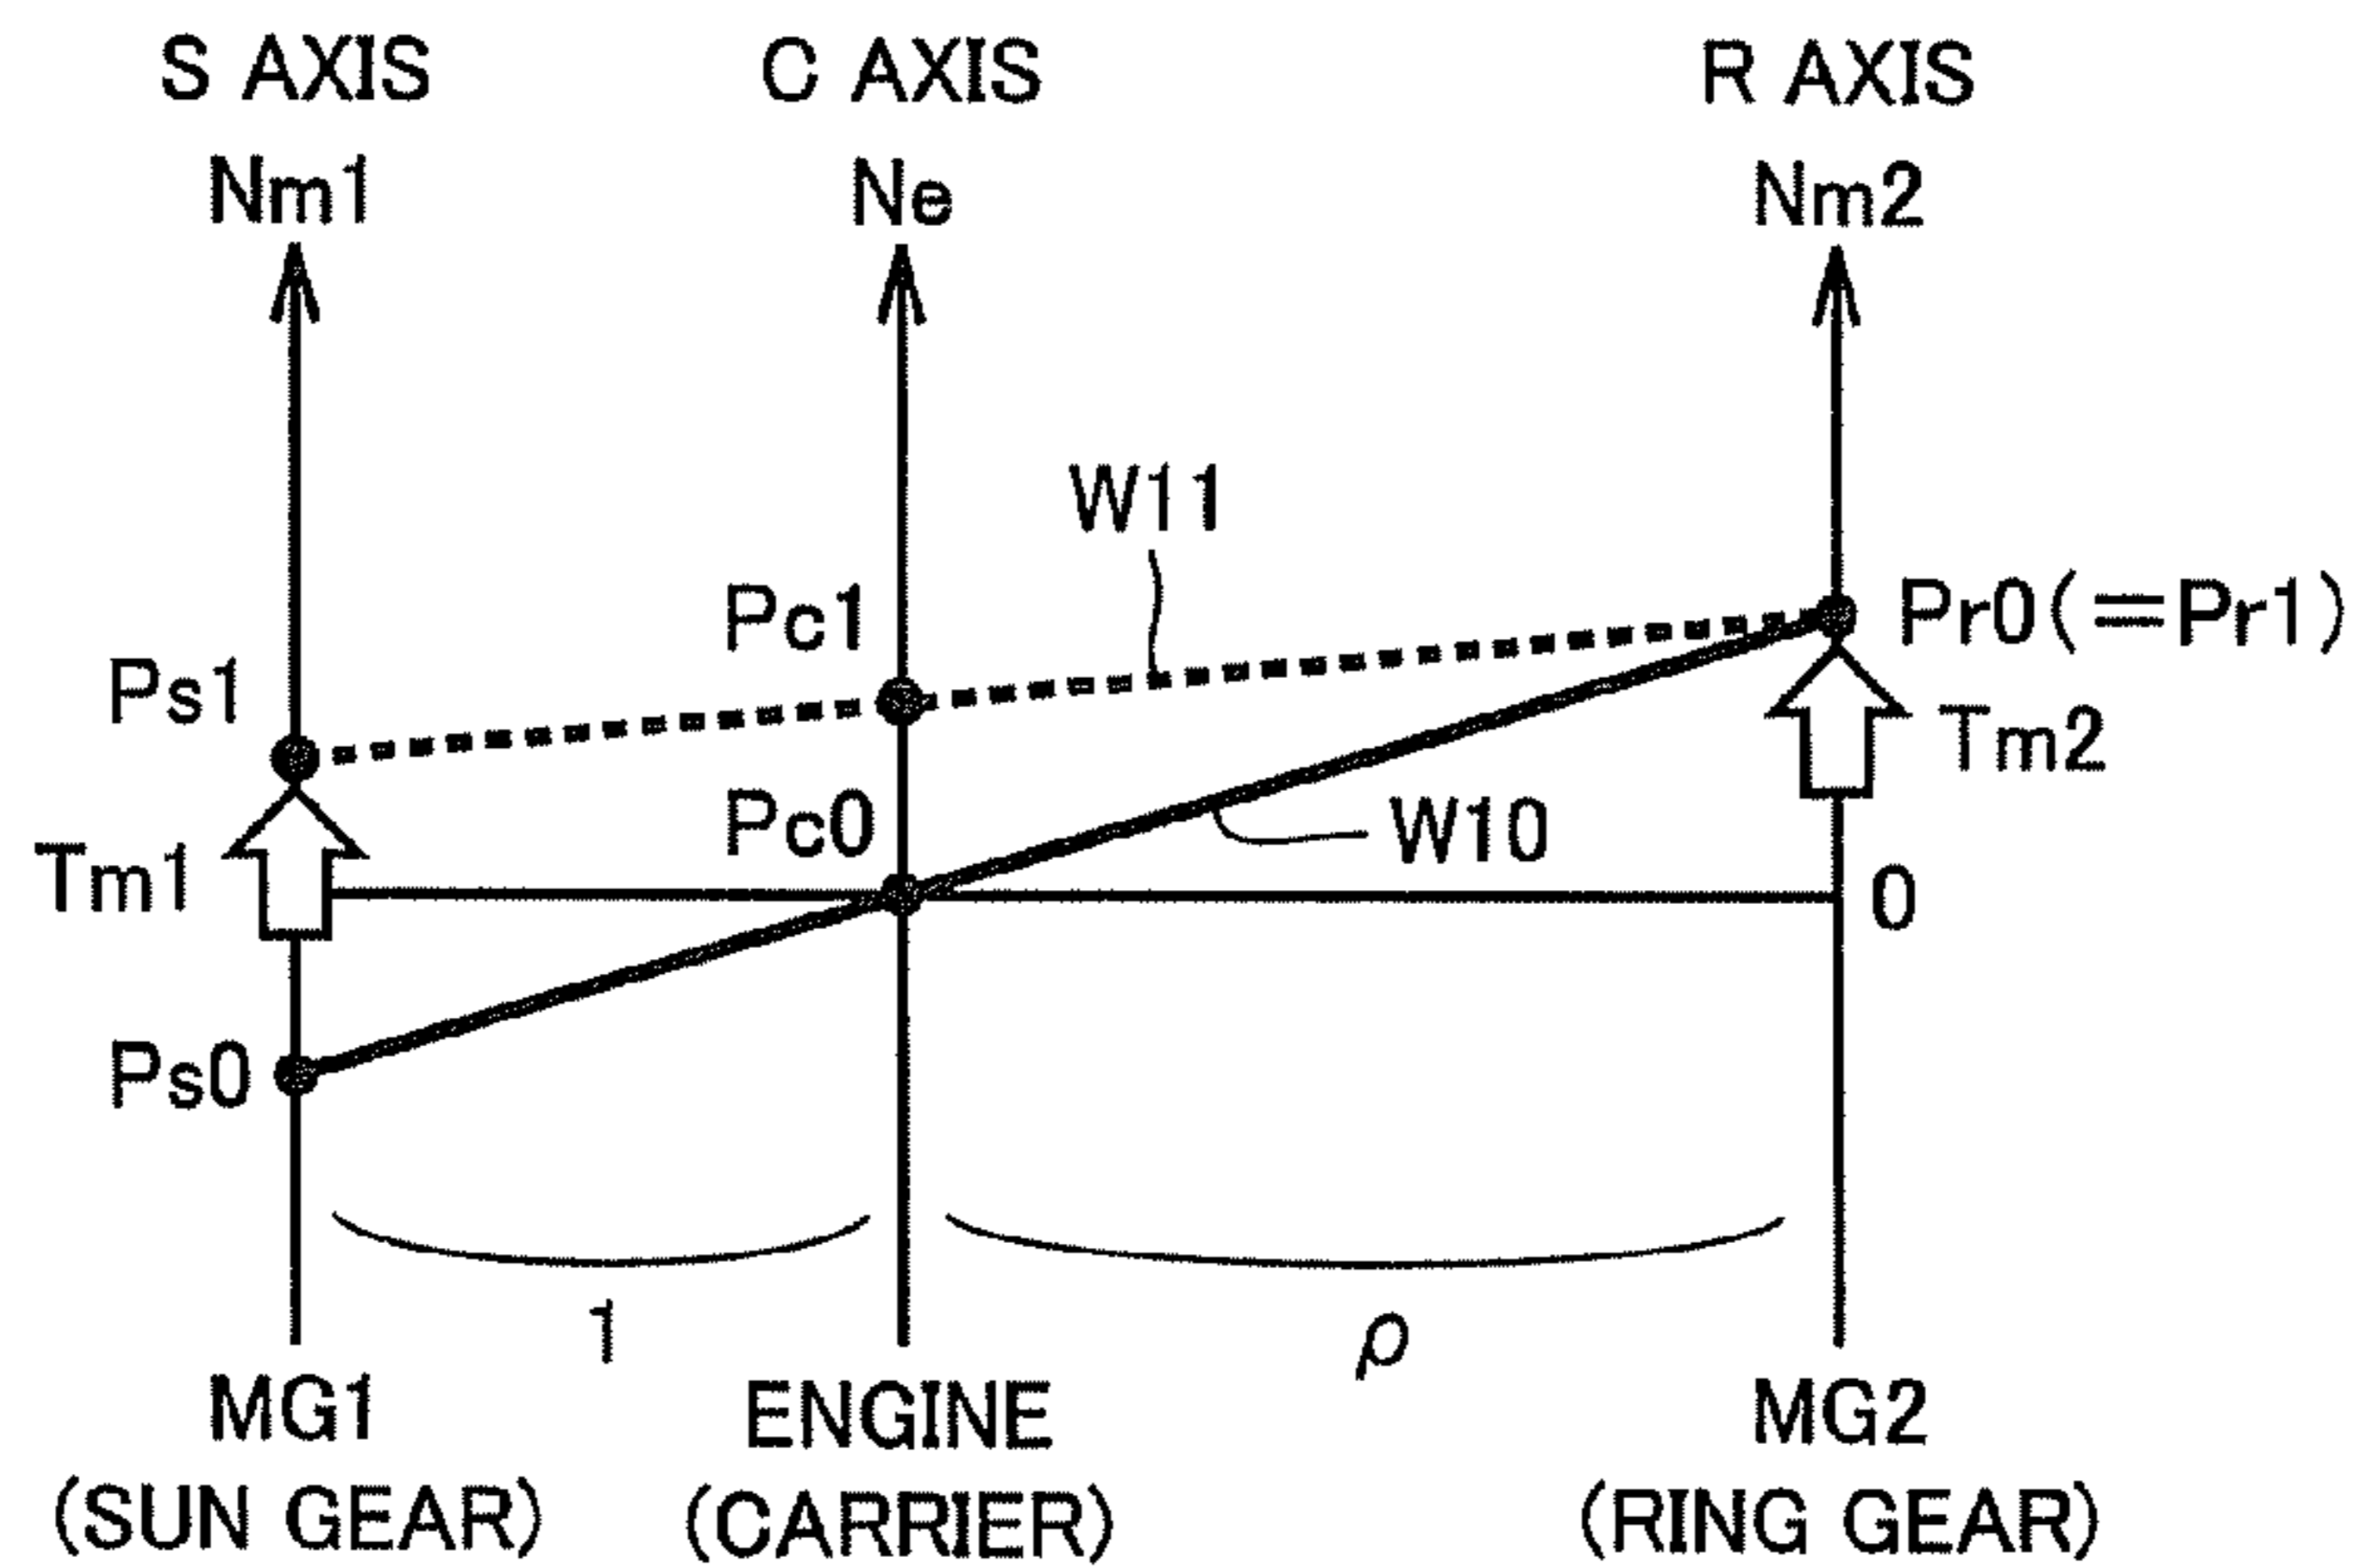 S AXIS C AXIS R AXIS
Nm1 Ne Nm2
W11
Pc1 Pr0(=Pr1)
Ps1
Tm2
Pc0 W10
Tm1 0
Ps0
1 ρ
MG1 ENGINE MG2
(SUN GEAR) (CARRIER) (RING GEAR)